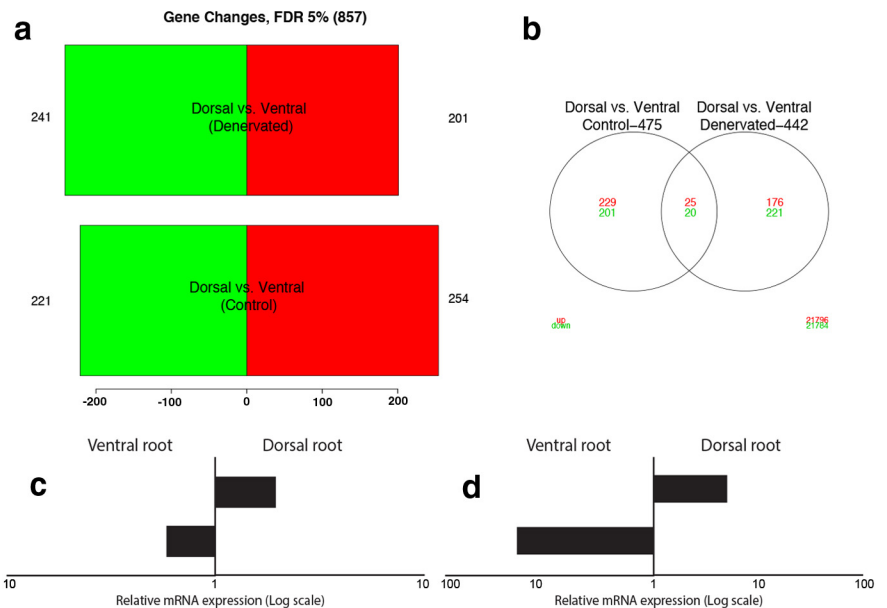 Gene Changes, FDR 5% (857)
a
241
Dorsal vs. Ventral
(Denervated)
201
221
Dorsal vs. Ventral
(Control)
254
-200 -100 0 100 200
b
Dorsal vs. Ventral
Control–475
Dorsal vs. Ventral
Denervated–442
229
201
25
20
176
221
up
down
21796
21784
Ventral root Dorsal root
c
10 1 10
Relative mRNA expression (Log scale)
Ventral root Dorsal root
d
100 10 1 10 100
Relative mRNA expression (Log scale)